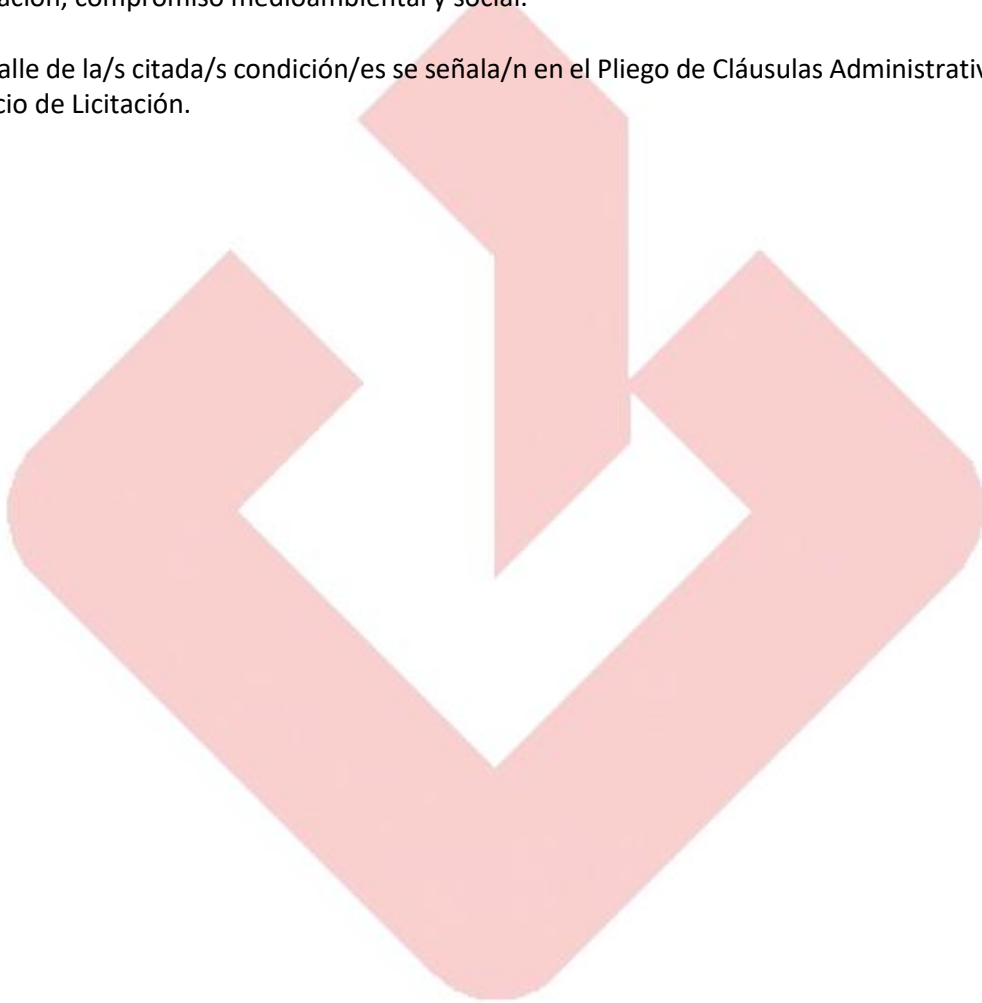 ación, compromiso medioambiental y social.
alle de la/s citada/s condición/es se señala/n en el Pliego de Cláusulas Administrativ
cio de Licitación.